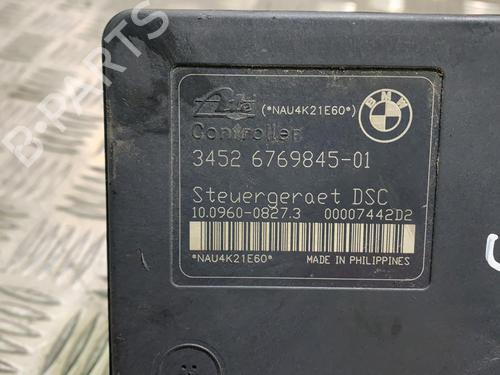 Ate (*NAU4K21E60*) BMW
Controller
3452 6769845-01
Steuergeraet DSC
10.0960-0827.3 00007442D2
*NAU4K21E60* MADE IN PHILIPPINES
B-PARTS